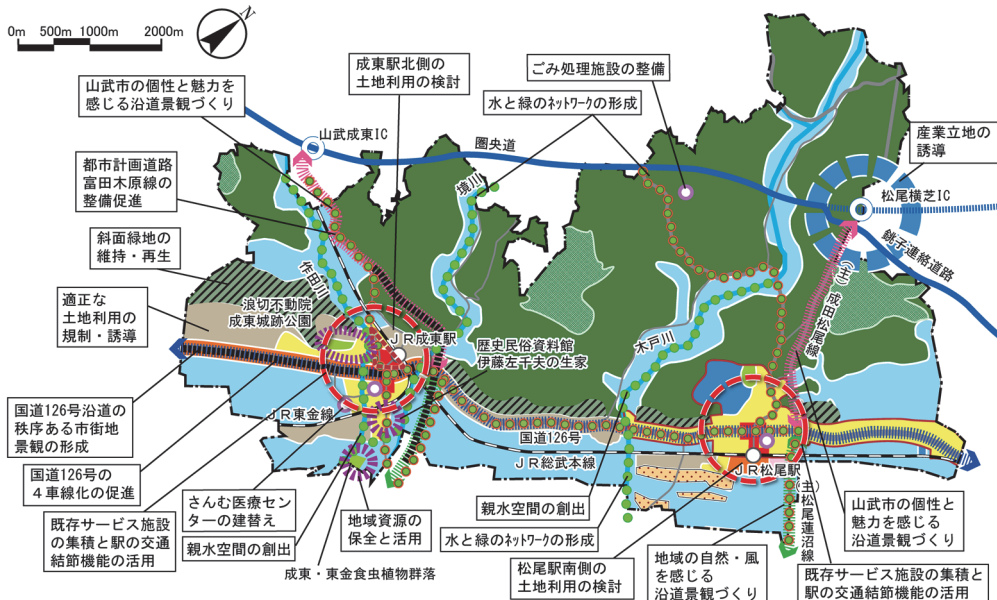 0m 500m 1000m 2000m
N
山武市の個性と魅力を
感じる沿道景観づくり
成東駅北側の
土地利用の検討
ごみ処理施設の整備
水と緑のネットワークの形成
産業立地の
誘導
山武成東IC
圏央道
松尾横芝IC
銚子連絡道路
都市計画道路
富田木原線の
整備促進
境川
斜面緑地の
維持・再生
作田川
(主)成田松尾線
適正な
土地利用の
規制・誘導
浪切不動院
成東城跡公園
JR成東駅
歴史民俗資料館
伊藤左千夫の生家
木戸川
国道126号沿道の
秩序ある市街地
景観の形成
JR東金線
国道126号
JR総武本線
JR松尾駅
(主)松尾蓮沼線
国道126号の
4車線化の促進
さんむ医療セン
ターの建替え
親水空間の創出
山武市の個性と
魅力を感じる
沿道景観づくり
既存サービス施設
の集積と駅の交通
結節機能の活用
親水空間の創出
地域資源の
保全と活用
水と緑のネットワークの形成
成東・東金食虫植物群落
松尾駅南側の
土地利用の検討
地域の自然・風
を感じる
沿道景観づくり
既存サービス施設の集積と
駅の交通結節機能の活用